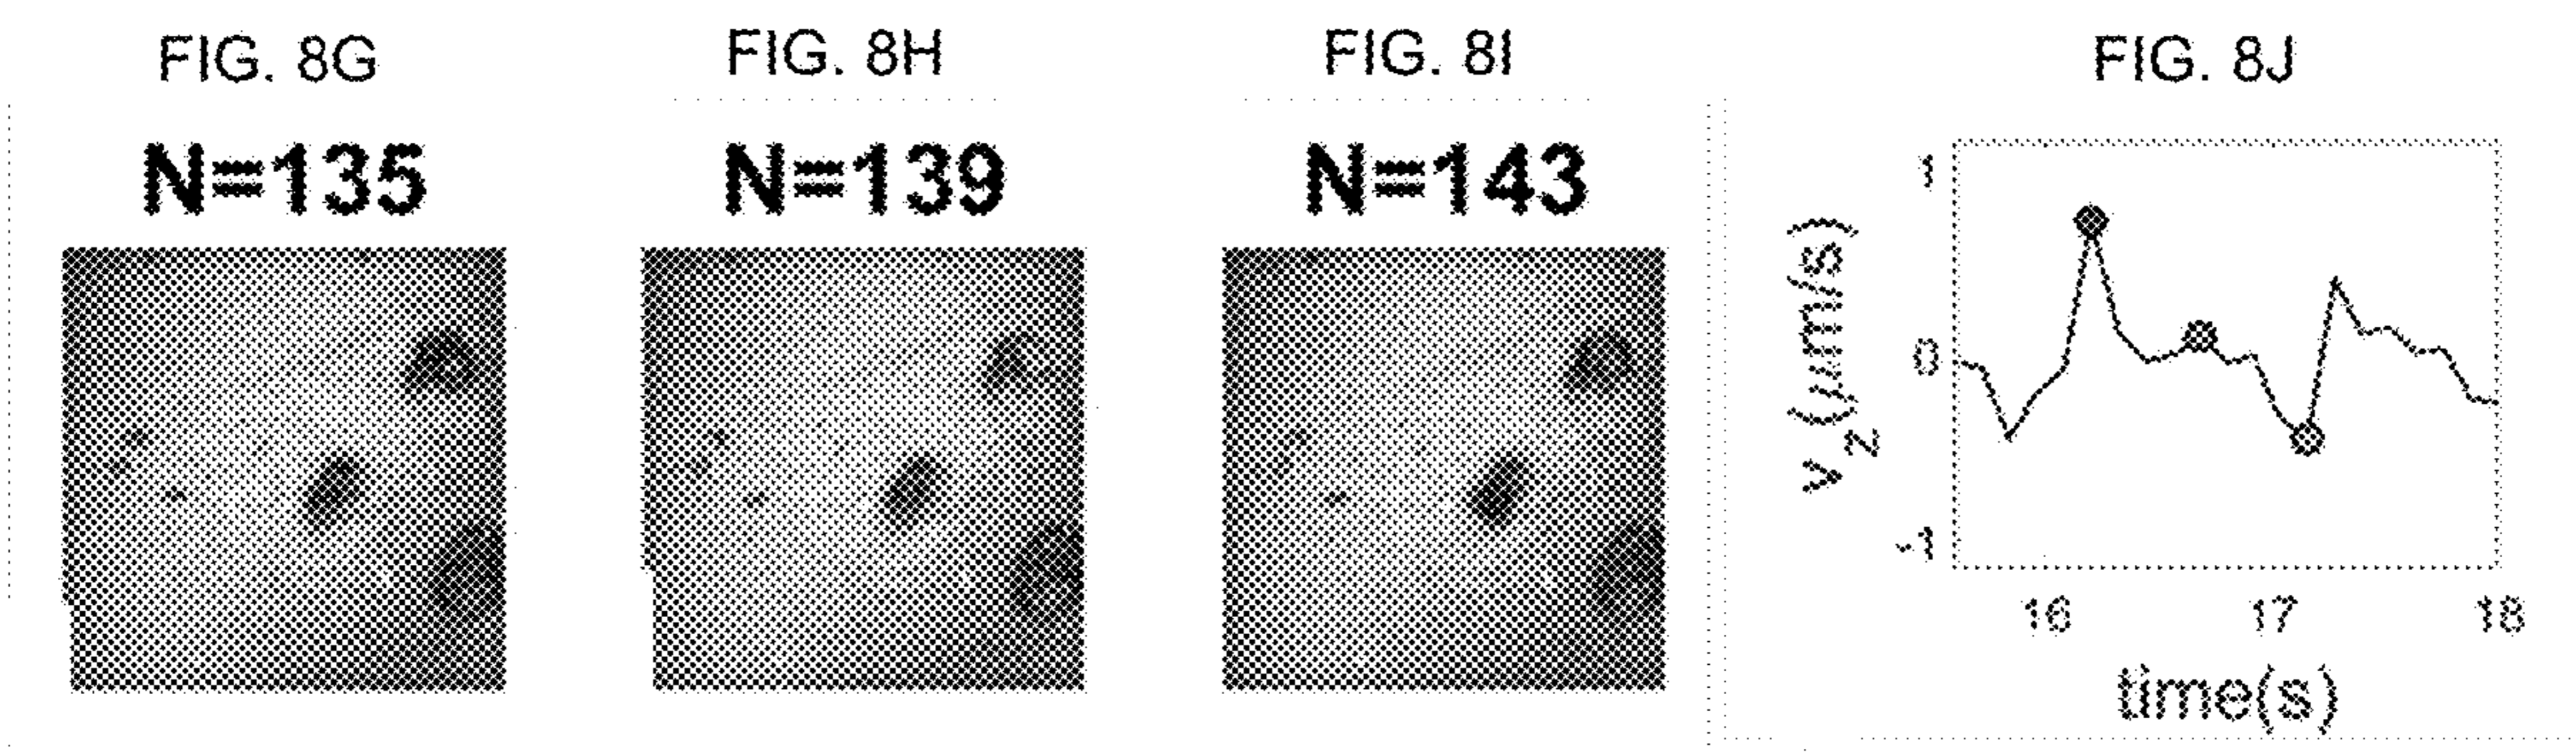 FIG. 8G
FIG. 8H
FIG. 8I
FIG. 8J
N=135
N=139
N=143
1
0
-1
v_z (μm/s)
16 17 18
time(s)